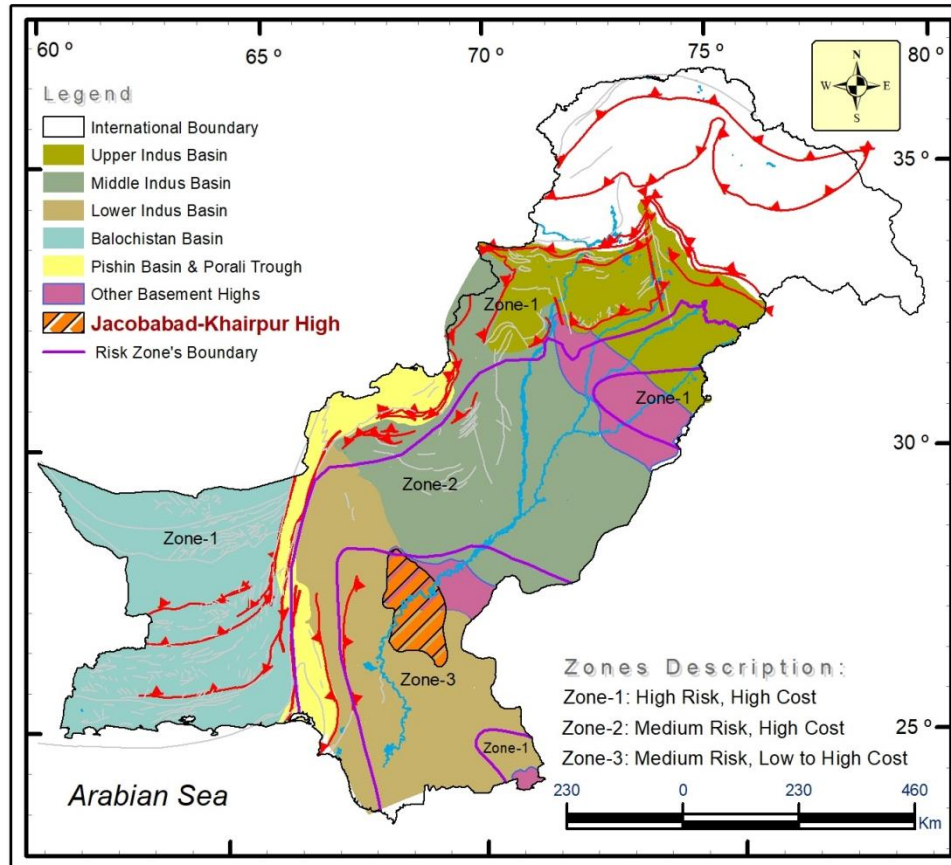 60 º 65 º 70 º 75 º 80 º
N
W E
S
Legend
International Boundary
Upper Indus Basin
Middle Indus Basin
Lower Indus Basin
Balochistan Basin
Pishin Basin & Porali Trough
Other Basement Highs
Jacobabad-Khairpur High
Risk Zone's Boundary
35 º
Zone-1
Zone-1
30 º
Zone-2
Zone-1
Zone-3
Zone-1
25 º
Zones Description:
Zone-1: High Risk, High Cost
Zone-2: Medium Risk, High Cost
Zone-3: Medium Risk, Low to High Cost
Arabian Sea
230 0 230 460
Km